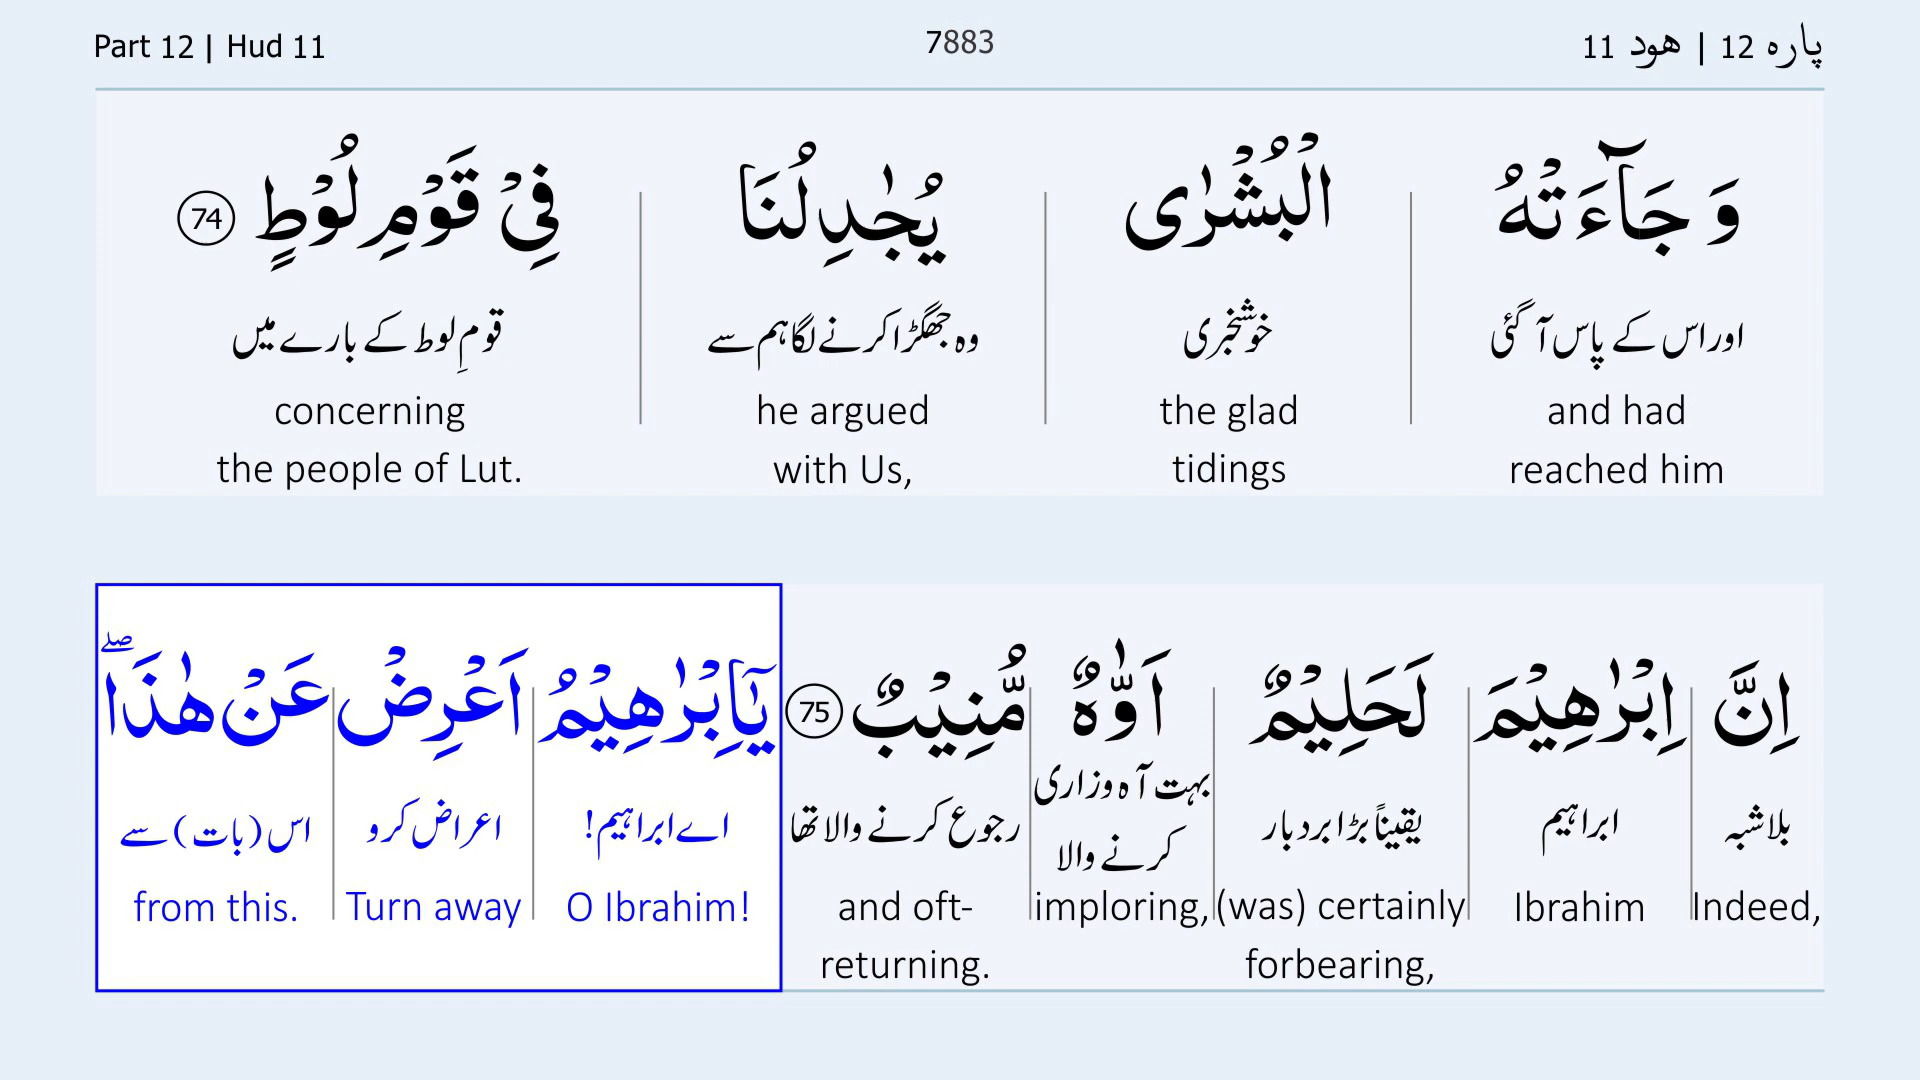 Part 12 | Hud 11
7883
پارہ 12 | ھود 11
وَ جَآءَتْهُ الْبُشْرٰى يُجَادِلُنَا فِیْ قَوْمِ لُوْطٍ 74
اور اس کے پاس آ گئی خوشخبری وہ جھگڑا کرنے لگا ہم سے قومِ لوط کے بارے میں
and had the glad he argued concerning
reached him tidings with Us, the people of Lut.
اِنَّ اِبْرٰهِیْمَ لَحَلِیْمٌ اَوَّاهٌ مُّنِیْبٌ 75 یٰۤاِبْرٰهِیْمُ اَعْرِضْ عَنْ هٰذَا ۖۚ
بلاشبہ ابراہیم یقیناً بڑا بردبار بہت آہ وزاری کرنے والا رجوع کرنے والا تھا اے ابراہیم! اعراض کرو اس (بات) سے
Indeed, Ibrahim (was) certainly imploring, and oft- O Ibrahim! Turn away from this.
forbearing, returning.